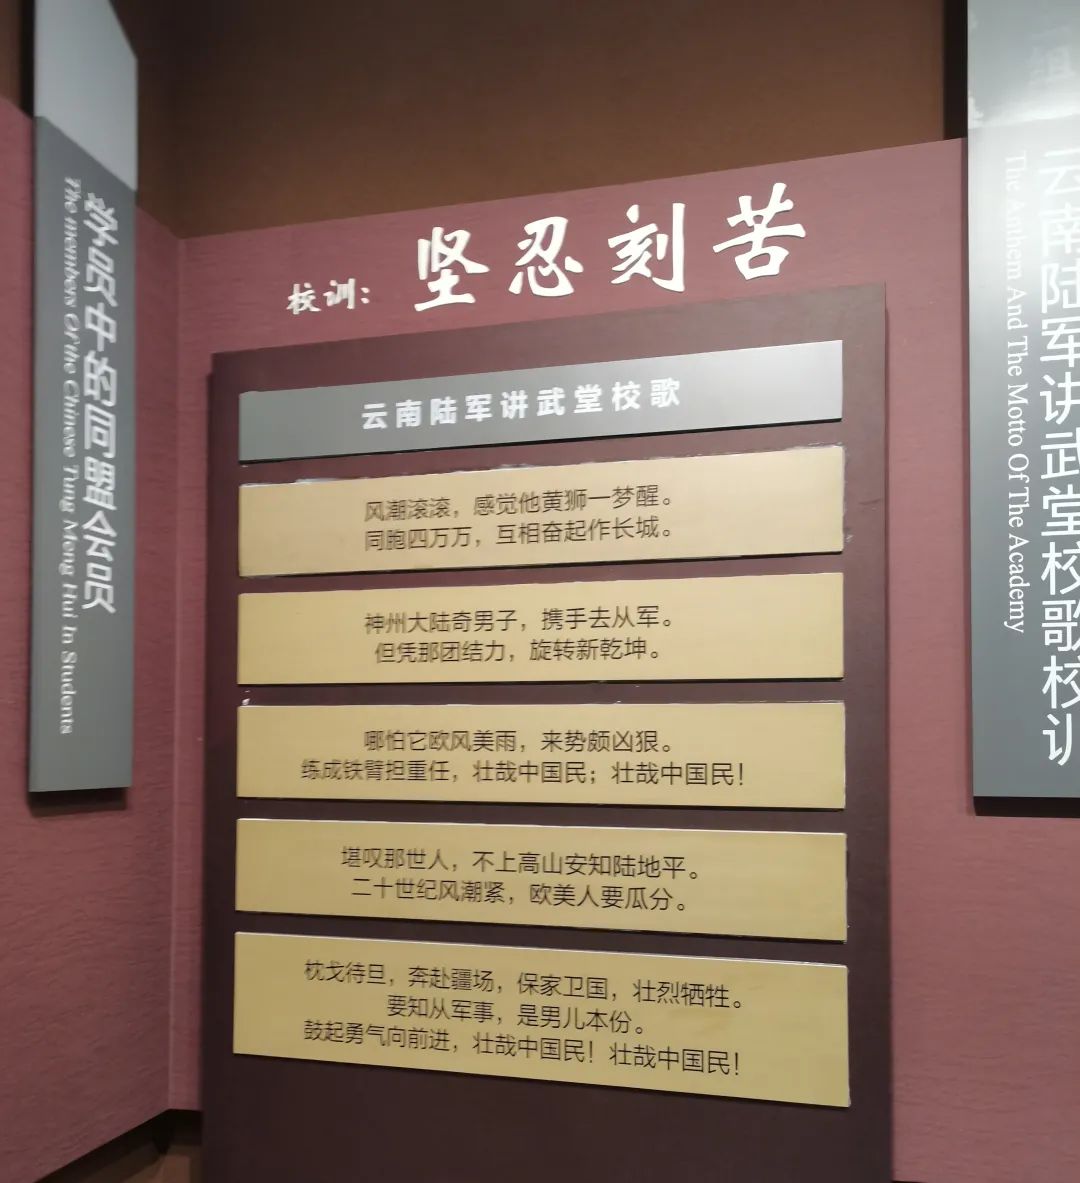 学员中的同盟会员
The members Of the Chinese Tung Meng Hui In Students
校训：
坚忍刻苦
云南陆军讲武堂校歌
风潮滚滚，感觉他黄狮一梦醒。
同胞四万万，互相奋起作长城。
神州大陆奇男子，携手去从军。
但凭那团结力，旋转新乾坤。
哪怕它欧风美雨，来势颇凶狠。
练成铁臂担重任，壮哉中国民；壮哉中国民！
堪叹那世人，不上高山安知陆地平。
二十世纪风潮紧，欧美人要瓜分。
枕戈待旦，奔赴疆场，保家卫国，壮烈牺牲。
要知从军事，是男儿本份。
鼓起勇气向前进，壮哉中国民！壮哉中国民！
云南陆军讲武堂校歌校训
The Anthem And The Motto Of The Academy